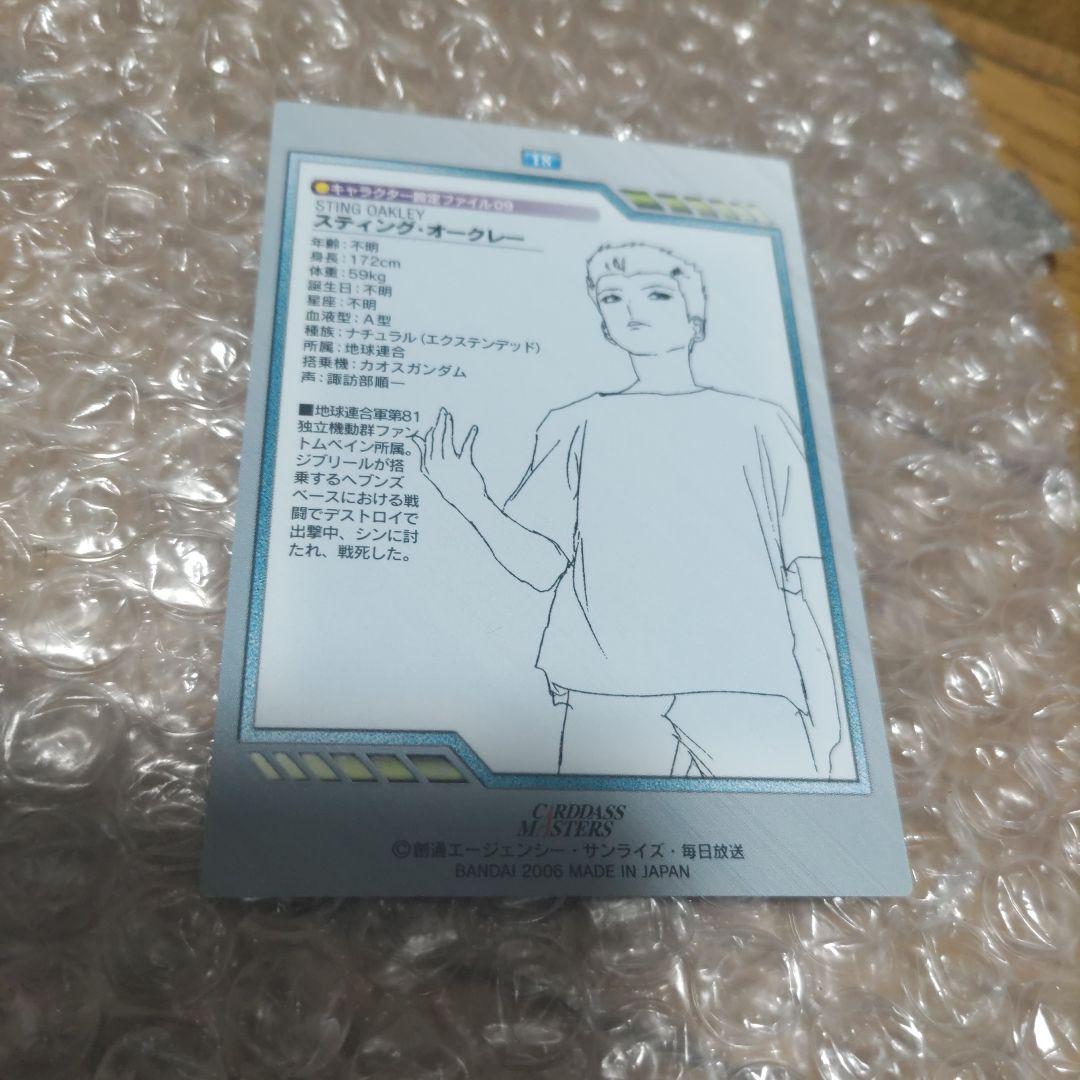 18
キャラクター設定ファイル09
STING OAKLEY
スティング・オークレー
年齢:不明
身長:172cm
体重:59kg
誕生日:不明
星座:不明
血液型:A型
種族:ナチュラル(エクステンデッド)
所属:地球連合
搭乗機:カオスガンダム
声:諏訪部順一
■地球連合軍第81
独立機動群ファン
トムペイン所属。
ジブリールが搭
乗するヘブンズ
ベースにおける戦
闘でデストロイで
出撃中、シンに討
たれ、戦死した。
CARDDASS
MASTERS
©創通エージェンシー・サンライズ・毎日放送
BANDAI 2006 MADE IN JAPAN